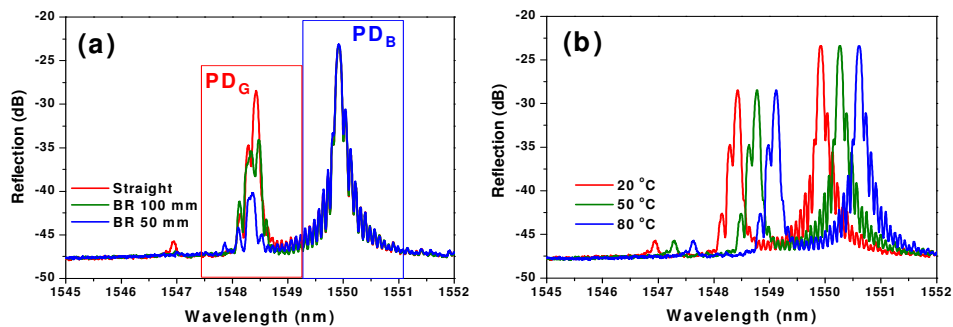 (a)
PD_G
PD_B
Straight
BR 100 mm
BR 50 mm
-20
-25
-30
-35
-40
-45
-50
Reflection (dB)
1545 1546 1547 1548 1549 1550 1551 1552
Wavelength (nm)
(b)
20 °C
50 °C
80 °C
-20
-25
-30
-35
-40
-45
-50
Reflection (dB)
1545 1546 1547 1548 1549 1550 1551 1552
Wavelength (nm)